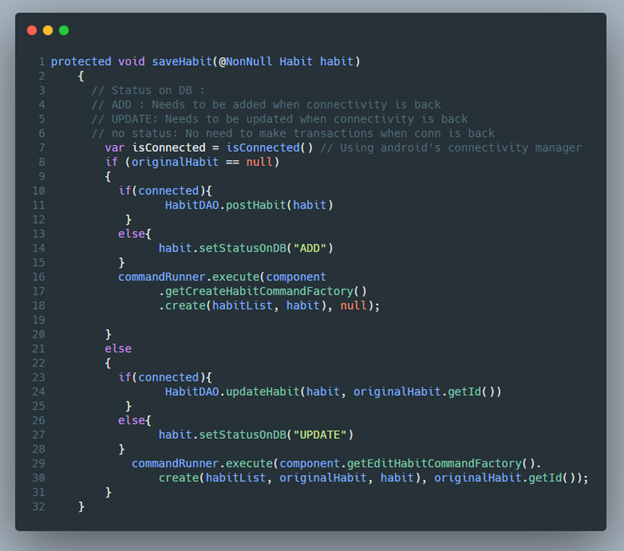 1 protected void saveHabit(@NonNull Habit habit)
2 {
3 // Status on DB :
4 // ADD : Needs to be added when connectivity is back
5 // UPDATE: Needs to be updated when connectivity is back
6 // no status: No need to make transactions when conn is back
7 var isConnected = isConnected() // Using android's connectivity manager
8 if (originalHabit == null)
9 {
10 if(connected){
11 HabitDAO.postHabit(habit)
12 }
13 else{
14 habit.setStatusOnDB("ADD")
15 }
16 commandRunner.execute(component
17 .getCreateHabitCommandFactory()
18 .create(habitList, habit), null);
19
20 }
21 else
22 {
23 if(connected){
24 HabitDAO.updateHabit(habit, originalHabit.getId())
25 }
26 else{
27 habit.setStatusOnDB("UPDATE")
28 }
29 commandRunner.execute(component.getEditHabitCommandFactory().
30 create(habitList, originalHabit, habit), originalHabit.getId());
31 }
32 }